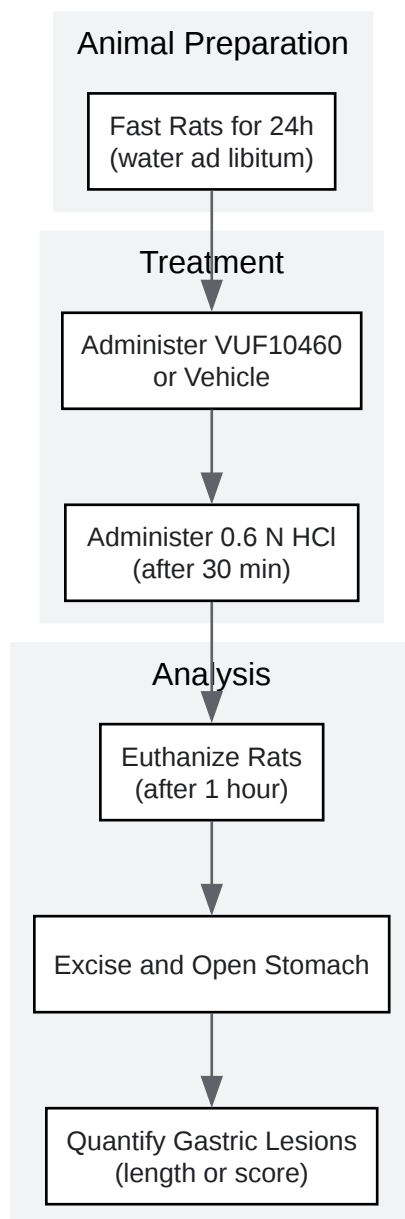 Animal Preparation
Fast Rats for 24h
(water ad libitum)
Treatment
Administer VUF10460
or Vehicle
Administer 0.6 N HCl
(after 30 min)
Analysis
Euthanize Rats
(after 1 hour)
Excise and Open Stomach
Quantify Gastric Lesions
(length or score)